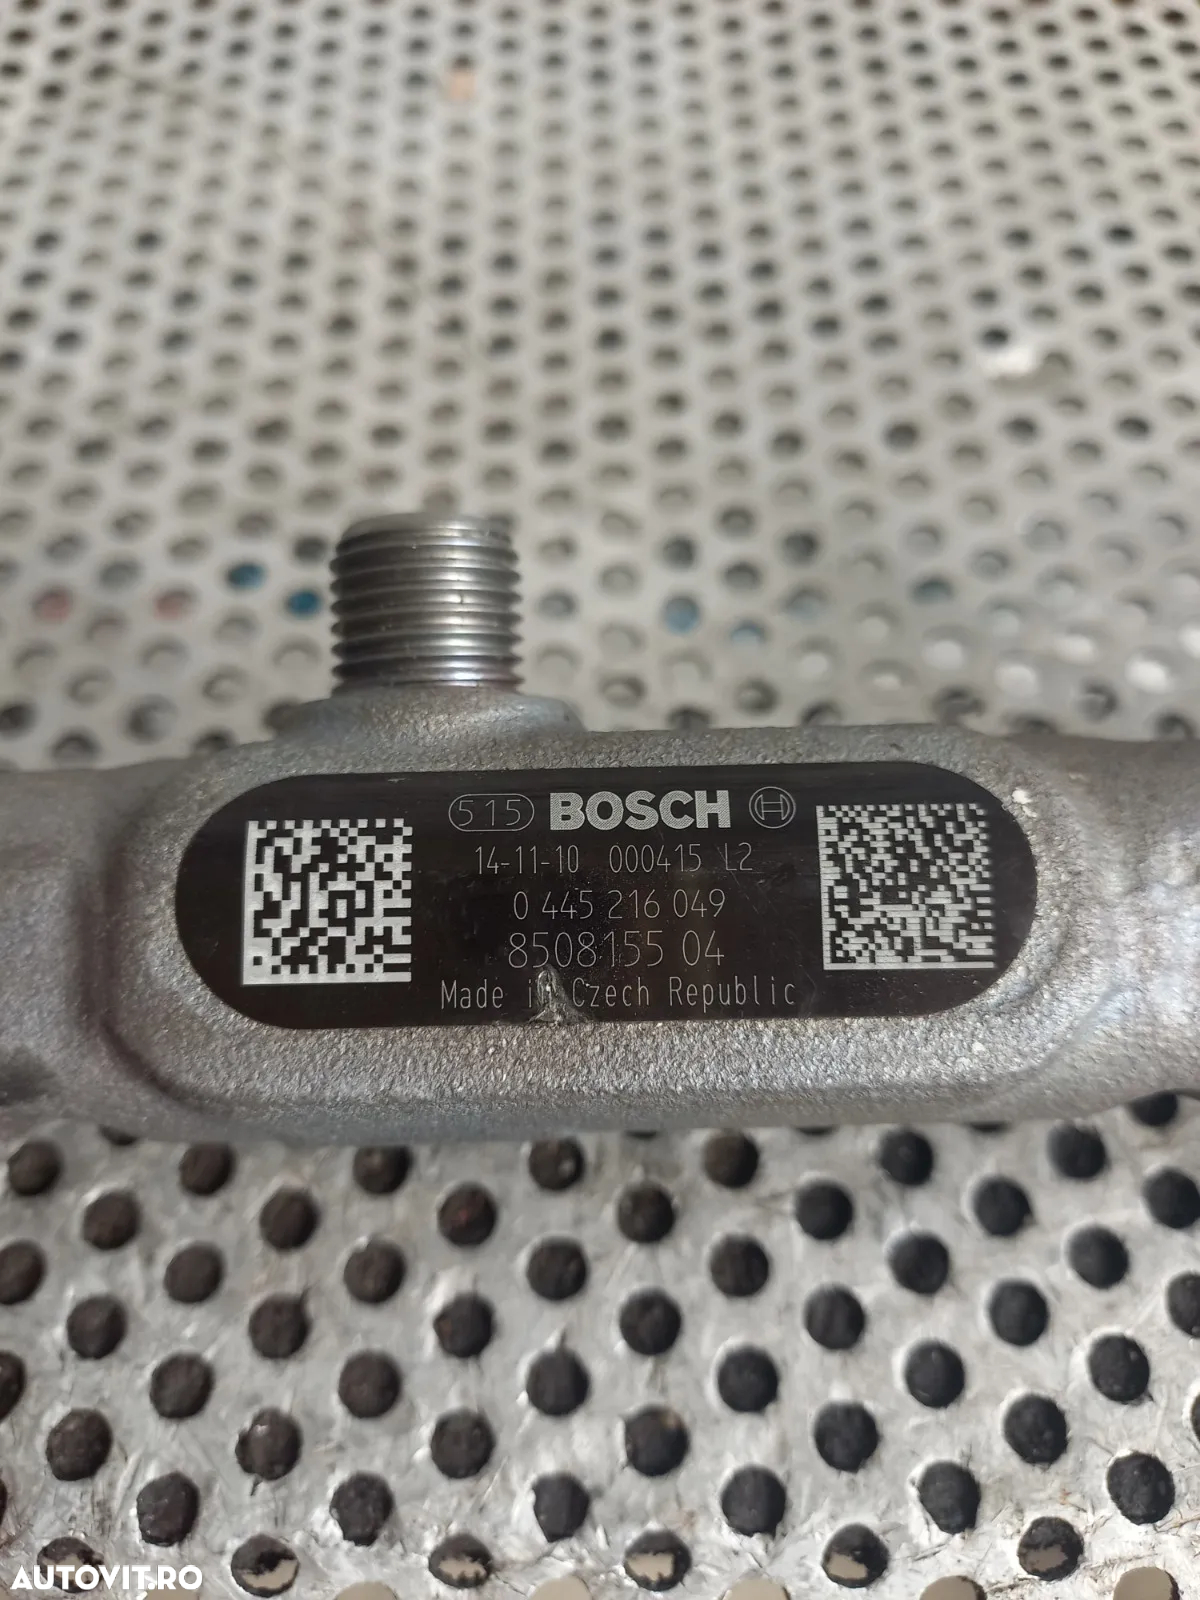 515 BOSCH
14-11-10 000415 L2
0 445 216 049
8508155 04
Made in Czech Republic
AUTOVIT.RO